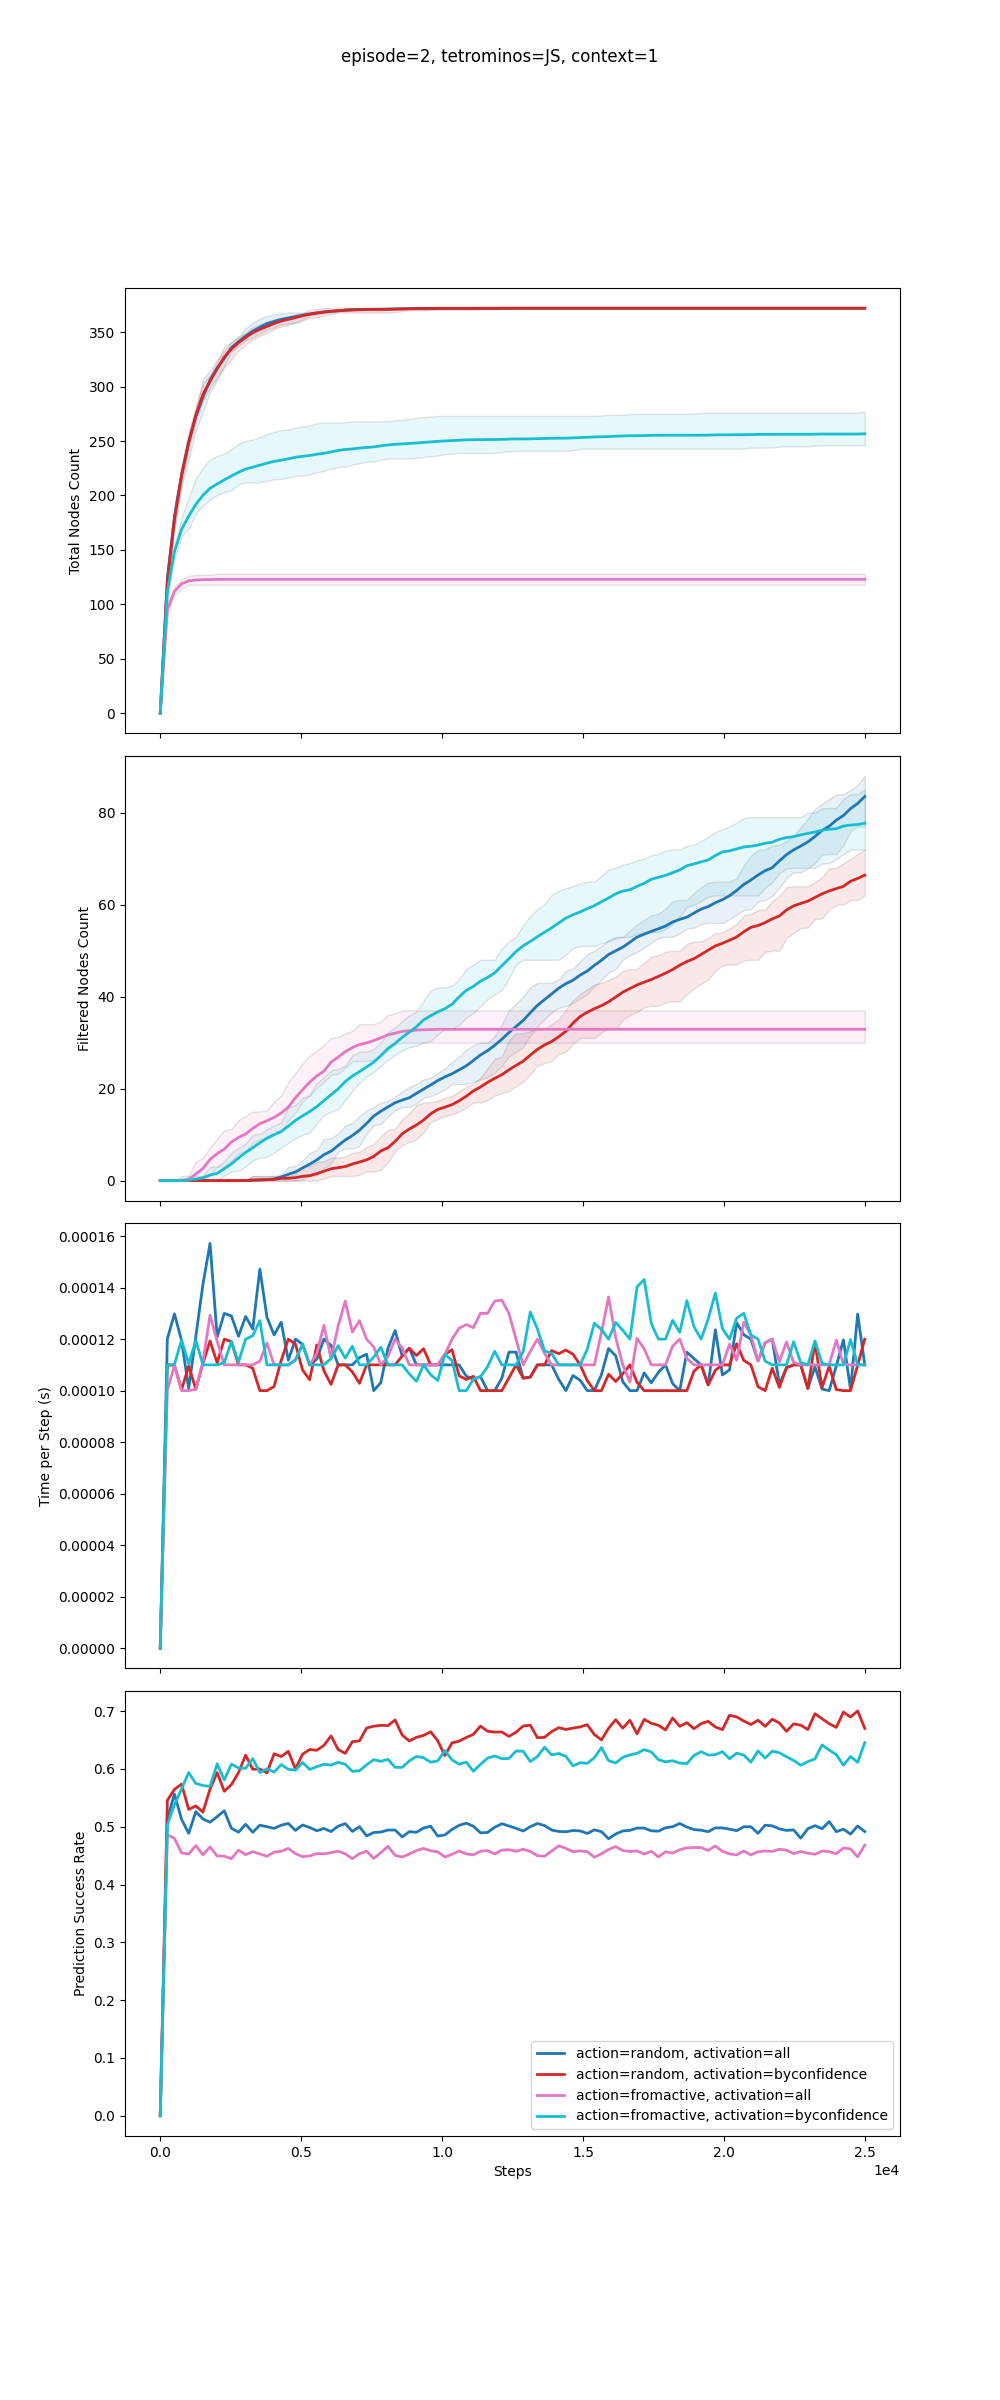 episode=2, tetrominos=JS, context=1
Total Nodes Count
350
300
250
200
150
100
50
0
Filtered Nodes Count
80
60
40
20
0
Time per Step (s)
0.00016
0.00014
0.00012
0.00010
0.00008
0.00006
0.00004
0.00002
0.00000
Prediction Success Rate
0.7
0.6
0.5
0.4
0.3
0.2
0.1
0.0
action=random, activation=all
action=random, activation=byconfidence
action=fromactive, activation=all
action=fromactive, activation=byconfidence
0.0 0.5 1.0 1.5 2.0 2.5
Steps
1e4